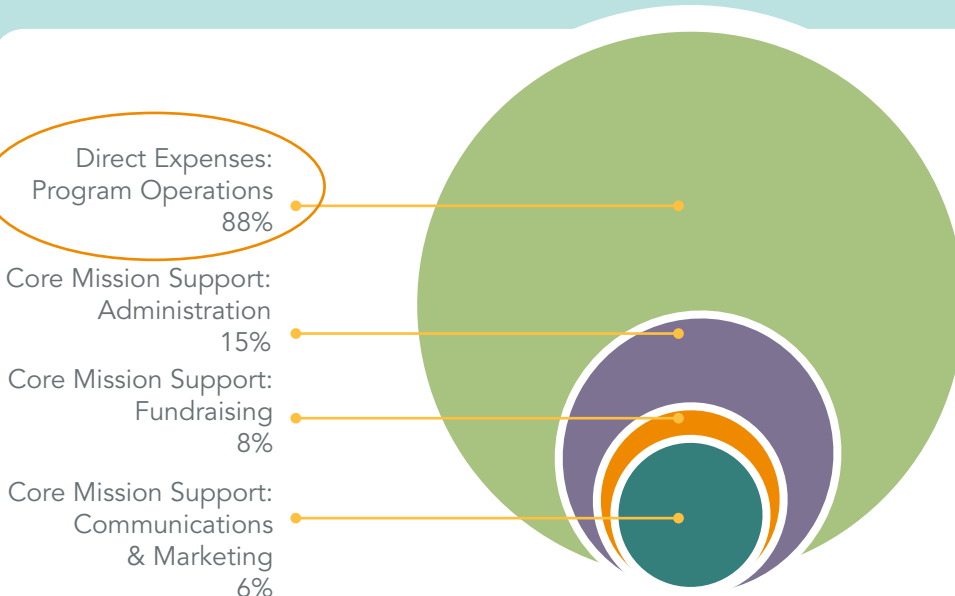 Direct Expenses:
Program Operations
88%
Core Mission Support:
Administration
15%
Core Mission Support:
Fundraising
8%
Core Mission Support:
Communications
& Marketing
6%